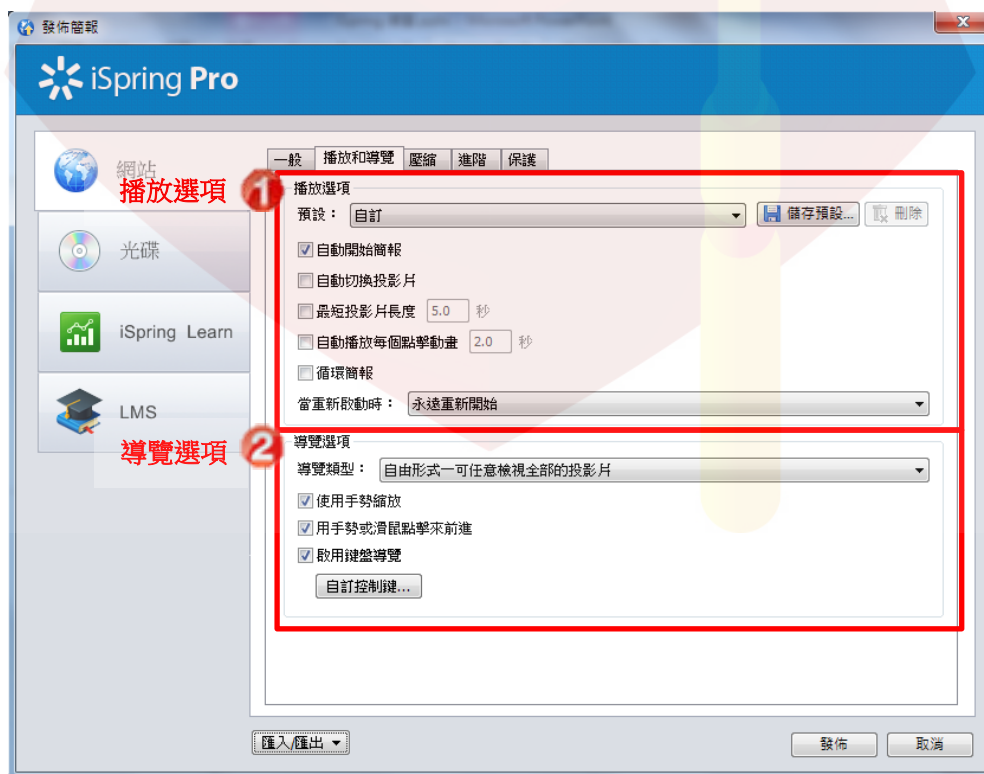 發佈簡報
iSpring Pro
網站
光碟
iSpring Learn
LMS
播放選項 1
導覽選項 2
一般 播放和導覽 壓縮 進階 保護
播放選項
預設： 自訂 儲存預設... 刪除
自動開始簡報
自動切換投影片
最短投影片長度 5.0 秒
自動播放每個點擊動畫 2.0 秒
循環簡報
當重新啟動時： 永遠重新開始
導覽選項
導覽類型： 自由形式一可任意檢視全部的投影片
使用手勢縮放
用手勢或滑鼠點擊來前進
啟用鍵盤導覽
自訂控制鍵...
匯入/匯出
發佈 取消